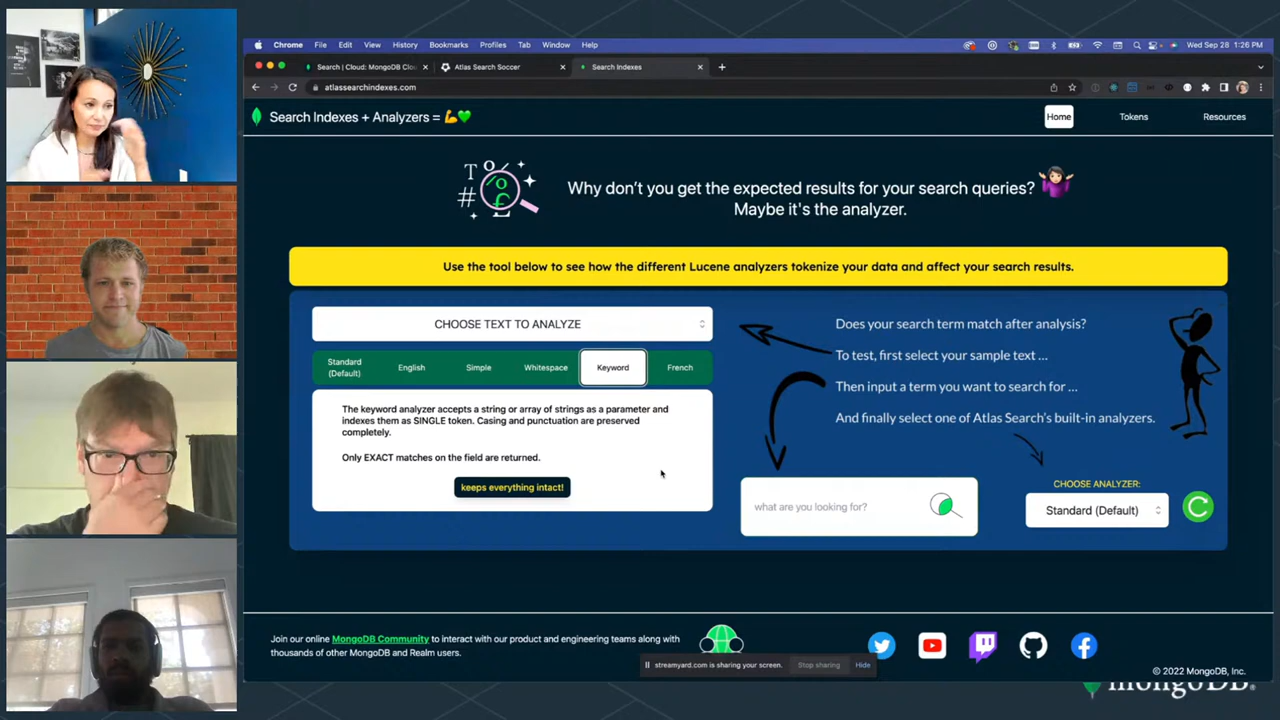 Chrome File Edit View History Bookmarks Profiles Tab Window Help
Wed Sep 28 1:26 PM
Search | Cloud: MongoDB Clou
Atlas Search Soccer
Search Indexes
atlassearchindexes.com
Search Indexes + Analyzers = 💪💚
Home
Tokens
Resources
Why don't you get the expected results for your search queries? 🤷🏻‍♀️
Maybe it's the analyzer.
Use the tool below to see how the different Lucene analyzers tokenize your data and affect your search results.
CHOOSE TEXT TO ANALYZE
Standard
(Default)
English
Simple
Whitespace
Keyword
French
The keyword analyzer accepts a string or array of strings as a parameter and
indexes them as SINGLE token. Casing and punctuation are preserved
completely.
Only EXACT matches on the field are returned.
keeps everything intact!
Does your search term match after analysis?
To test, first select your sample text ...
Then input a term you want to search for ...
And finally select one of Atlas Search's built-in analyzers.
what are you looking for?
CHOOSE ANALYZER:
Standard (Default)
Join our online MongoDB Community to interact with our product and engineering teams along with
thousands of other MongoDB and Realm users.
streamyard.com is sharing your screen.
Stop sharing
Hide
© 2022 MongoDB, Inc.
mongoDB®